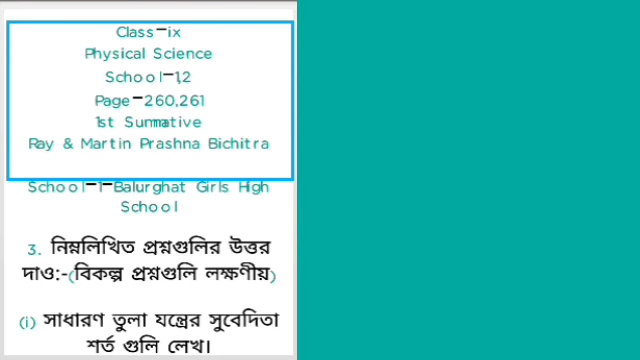 Class-ix
Physical Science
School-1,2
Page-260,261
1st Summative
Ray & Martin Prashna Bichitra
School-1-Balurghat Girls High
School
3. নিম্নলিখিত প্রশ্নগুলির উত্তর
দাও:-(বিকল্প প্রশ্নগুলি লক্ষণীয়)
(i) সাধারণ তুলা যন্ত্রের সুবেদিতা
শর্ত গুলি লেখ।